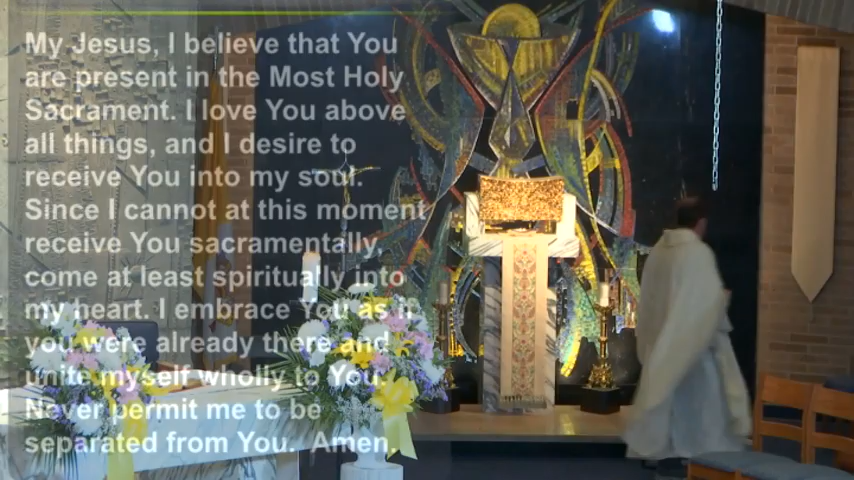 My Jesus, I believe that You
are present in the Most Holy
Sacrament. I love You above
all things, and I desire to
receive You into my soul.
Since I cannot at this moment
receive You sacramentally,
come at least spiritually into
my heart. I embrace You as if
you were already there and
unite myself wholly to You.
Never permit me to be
separated from You.  Amen.